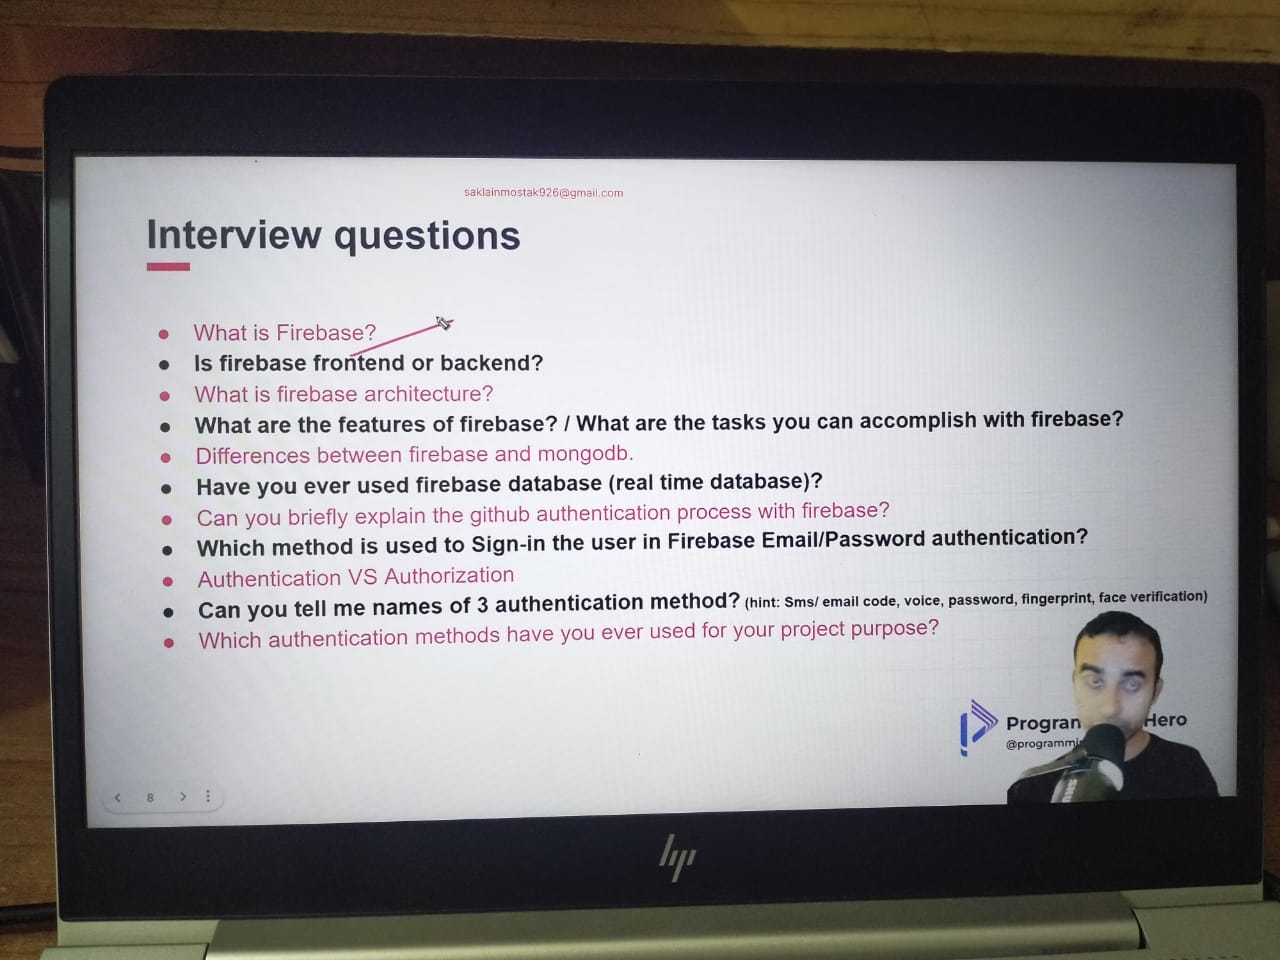 saklainmostak926@gmail.com
Interview questions
What is Firebase?
Is firebase frontend or backend?
What is firebase architecture?
What are the features of firebase? / What are the tasks you can accomplish with firebase?
Differences between firebase and mongodb.
Have you ever used firebase database (real time database)?
Can you briefly explain the github authentication process with firebase?
Which method is used to Sign-in the user in Firebase Email/Password authentication?
Authentication VS Authorization
Can you tell me names of 3 authentication method? (hint: Sms/ email code, voice, password, fingerprint, face verification)
Which authentication methods have you ever used for your project purpose?
Hero
8
hp